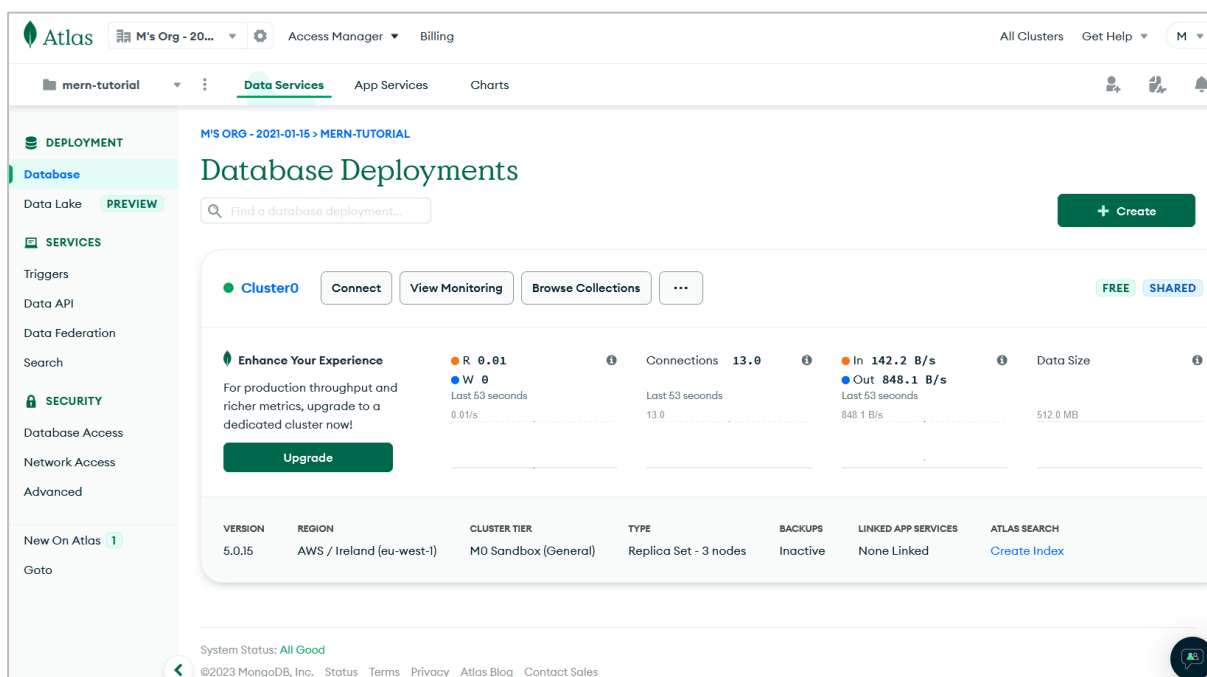 Atlas
M's Org - 20...
Access Manager
Billing
All Clusters
Get Help
M
mern-tutorial
Data Services
App Services
Charts
DEPLOYMENT
Database
Data Lake PREVIEW
SERVICES
Triggers
Data API
Data Federation
Search
SECURITY
Database Access
Network Access
Advanced
New On Atlas 1
Goto
M'S ORG - 2021-01-15 > MERN-TUTORIAL
Database Deployments
Find a database deployment...
+ Create
Cluster0
Connect
View Monitoring
Browse Collections
...
FREE
SHARED
Enhance Your Experience
For production throughput and
richer metrics, upgrade to a
dedicated cluster now!
Upgrade
R 0.01
W 0
Last 53 seconds
0.01/s
Connections 13.0
Last 53 seconds
13.0
In 142.2 B/s
Out 848.1 B/s
Last 53 seconds
848.1 B/s
Data Size
512.0 MB
VERSION
5.0.15
REGION
AWS / Ireland (eu-west-1)
CLUSTER TIER
M0 Sandbox (General)
TYPE
Replica Set - 3 nodes
BACKUPS
Inactive
LINKED APP SERVICES
None Linked
ATLAS SEARCH
Create Index
System Status: All Good
©2023 MongoDB, Inc. Status Terms Privacy Atlas Blog Contact Sales